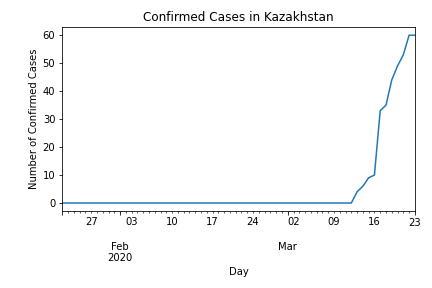 Confirmed Cases in Kazakhstan
Number of Confirmed Cases
60
50
40
30
20
10
0
27 03 10 17 24 02 09 16 23
Feb Mar
2020
Day